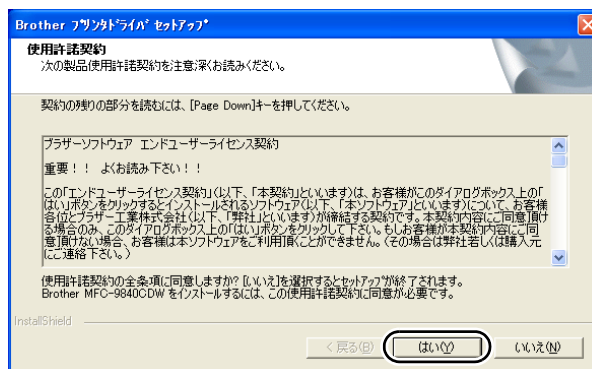 Brother ﾌﾟﾘﾝﾀﾄﾞﾗｲﾊﾞ ｾｯﾄｱｯﾌﾟ
使用許諾契約
次の製品使用許諾契約を注意深くお読みください。
契約の残りの部分を読むには、[Page Down]キーを押してください。
ブラザーソフトウェア エンドユーザーライセンス契約
重要！！ よくお読み下さい！！
この「エンドユーザーライセンス契約」(以下、「本契約」といいます)は、お客様がこのダイアログボックス上の「
はい」ボタンをクリックするとインストールされるソフトウェア(以下、「本ソフトウェア」といいます)について、お客様
各位とブラザー工業株式会社(以下、「弊社」といいます)が締結する契約です。本契約内容にご同意頂け
る場合のみ、このダイアログボックス上の「はい」ボタンをクリックして下さい。もしお客様が本契約内容にご同
意頂けない場合、お客様は本ソフトウェアをご利用頂くことができません。(その場合は弊社若しくは購入元
にご連絡下さい。)
使用許諾契約の全条項に同意しますか? [いいえ]を選択するとｾｯﾄｱｯﾌﾟが終了されます。
Brother MFC-9840CDW をインストールするには、この使用許諾契約に同意が必要です。
InstallShield
< 戻る(B)
はい(Y)
いいえ(N)